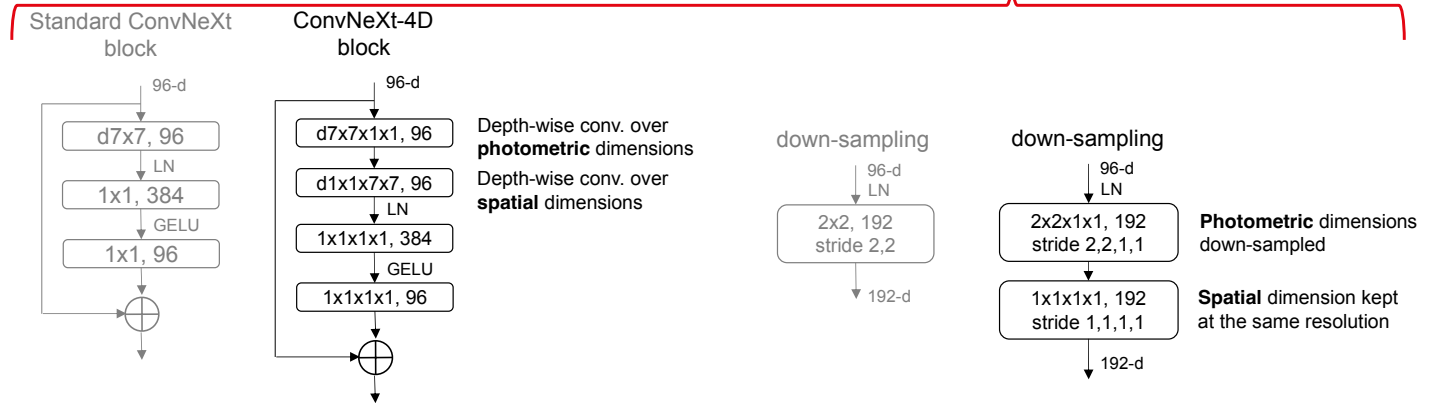 Standard ConvNeXt
block
96-d
d7x7, 96
LN
1x1, 384
GELU
1x1, 96
ConvNeXt-4D
block
96-d
d7x7x1x1, 96
d1x1x7x7, 96
LN
1x1x1x1, 384
GELU
1x1x1x1, 96
Depth-wise conv. over
photometric dimensions
Depth-wise conv. over
spatial dimensions
down-sampling
96-d
LN
2x2, 192
stride 2,2
192-d
down-sampling
96-d
LN
2x2x1x1, 192
stride 2,2,1,1
1x1x1x1, 192
stride 1,1,1,1
192-d
Photometric dimensions
down-sampled
Spatial dimension kept
at the same resolution